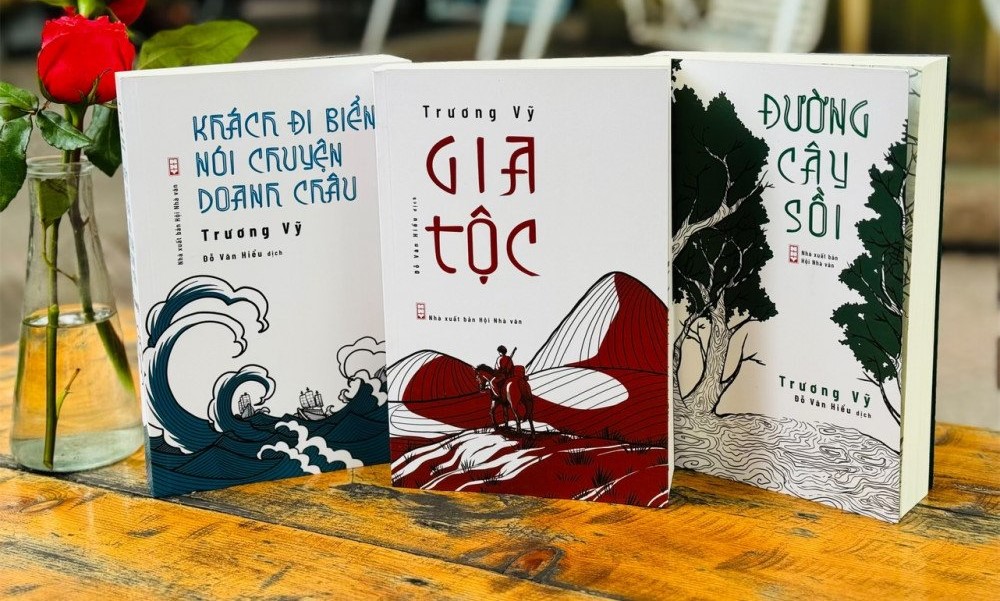 KHÁCH ĐI BIỂN
NÓI CHUYỆN
DOANH CHÂU
Trương Vỹ
Đỗ Văn Hiểu dịch
Nhà xuất bản Hội Nhà văn
Trương Vỹ
GIA
TỘC
Đỗ Văn Hiểu dịch
Nhà xuất bản Hội Nhà văn
ĐƯỜNG
CÂY
SỒI
Nhà xuất bản
Hội Nhà văn
Trương Vỹ
Đỗ Văn Hiểu dịch